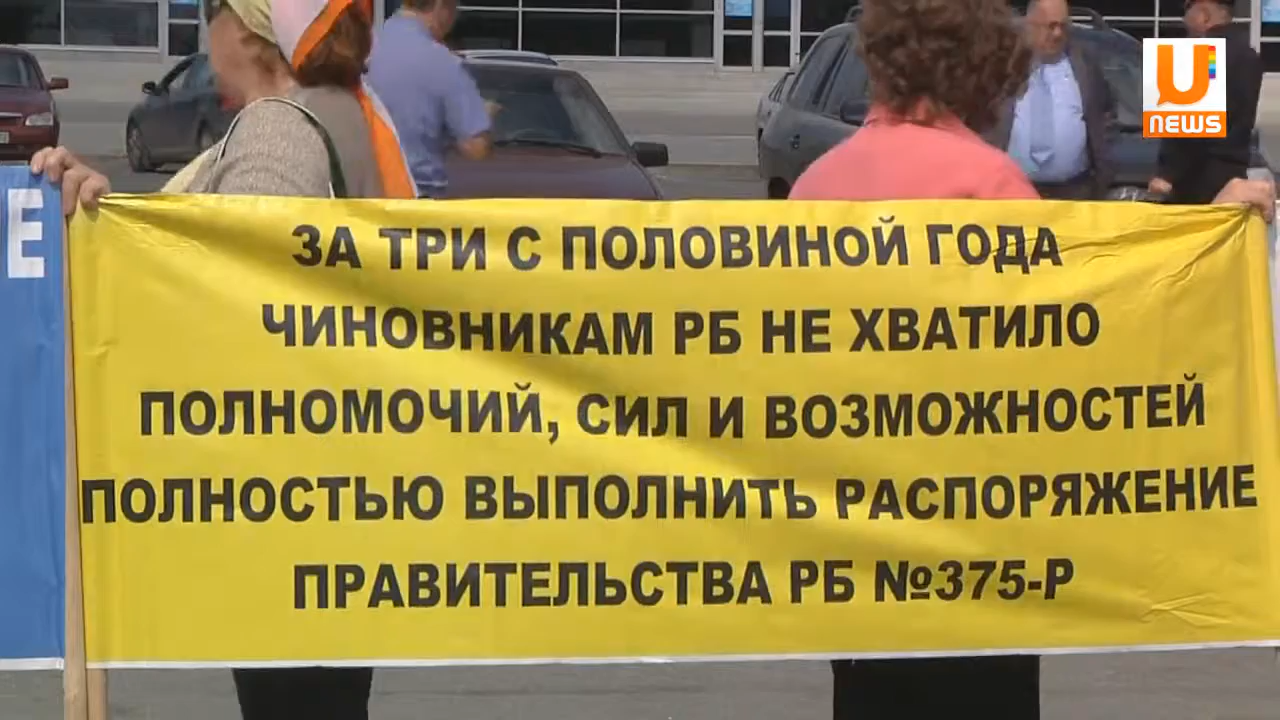 U
NEWS
Е
ЗА ТРИ С ПОЛОВИНОЙ ГОДА
ЧИНОВНИКАМ РБ НЕ ХВАТИЛО
ПОЛНОМОЧИЙ, СИЛ И ВОЗМОЖНОСТЕЙ
ПОЛНОСТЬЮ ВЫПОЛНИТЬ РАСПОРЯЖЕНИЕ
ПРАВИТЕЛЬСТВА РБ №375-Р